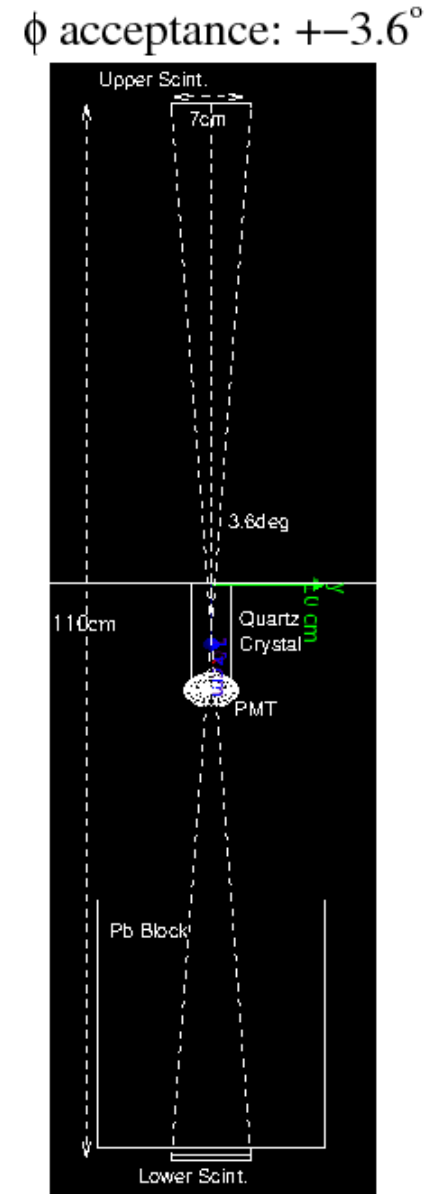 ϕ acceptance: +−3.6°
Upper Scint.
7cm
3.6deg
110cm
Quartz
Crystal
Y
PMT
Pb Block
Lower Scint.